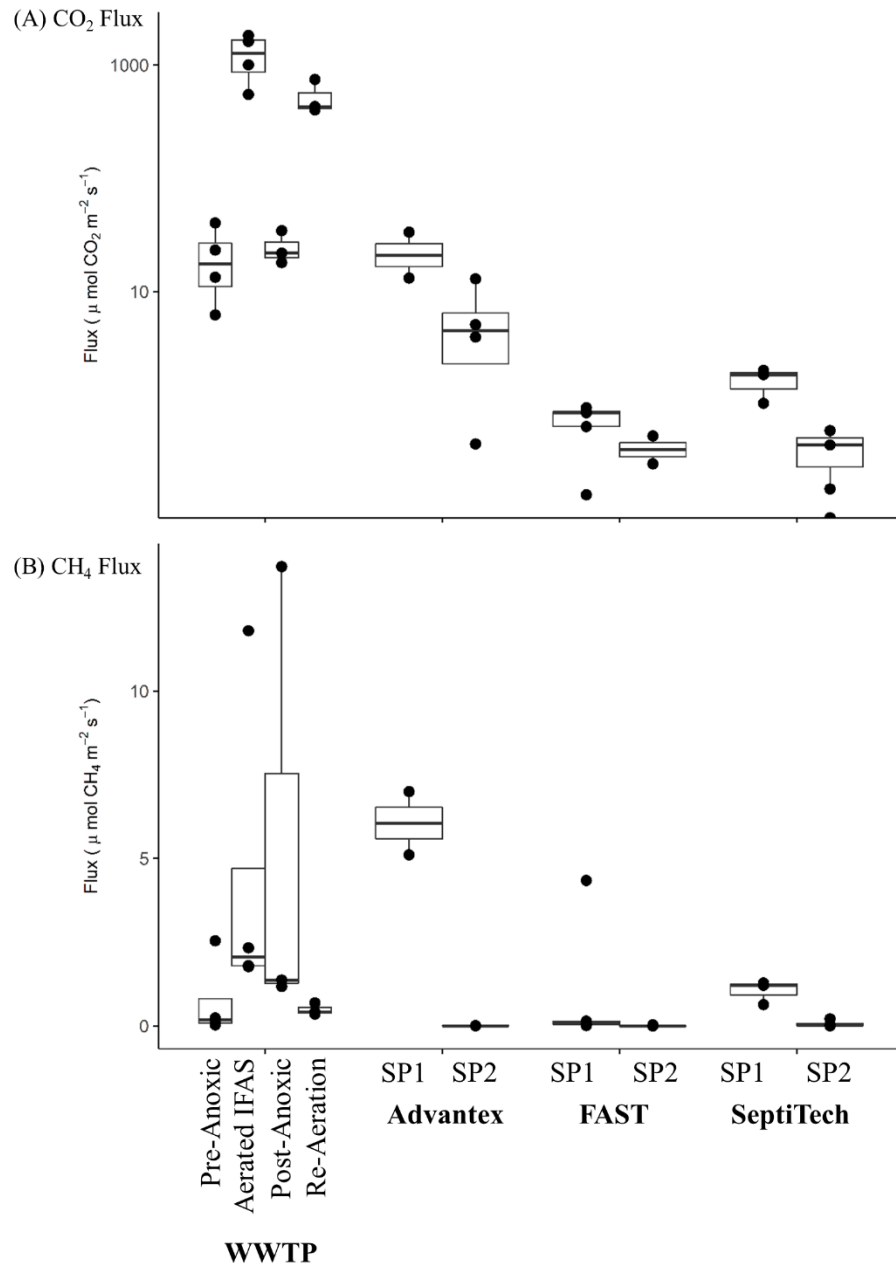 (A) CO₂ Flux
1000
10
Flux ( μ mol CO₂ m⁻² s⁻¹)
(B) CH₄ Flux
10
5
0
Flux ( μ mol CH₄ m⁻² s⁻¹)
Pre-Anoxic
Aerated IFAS
Post-Anoxic
Re-Aeration
WWTP
SP1 SP2
Advantex
SP1 SP2
FAST
SP1 SP2
SeptiTech